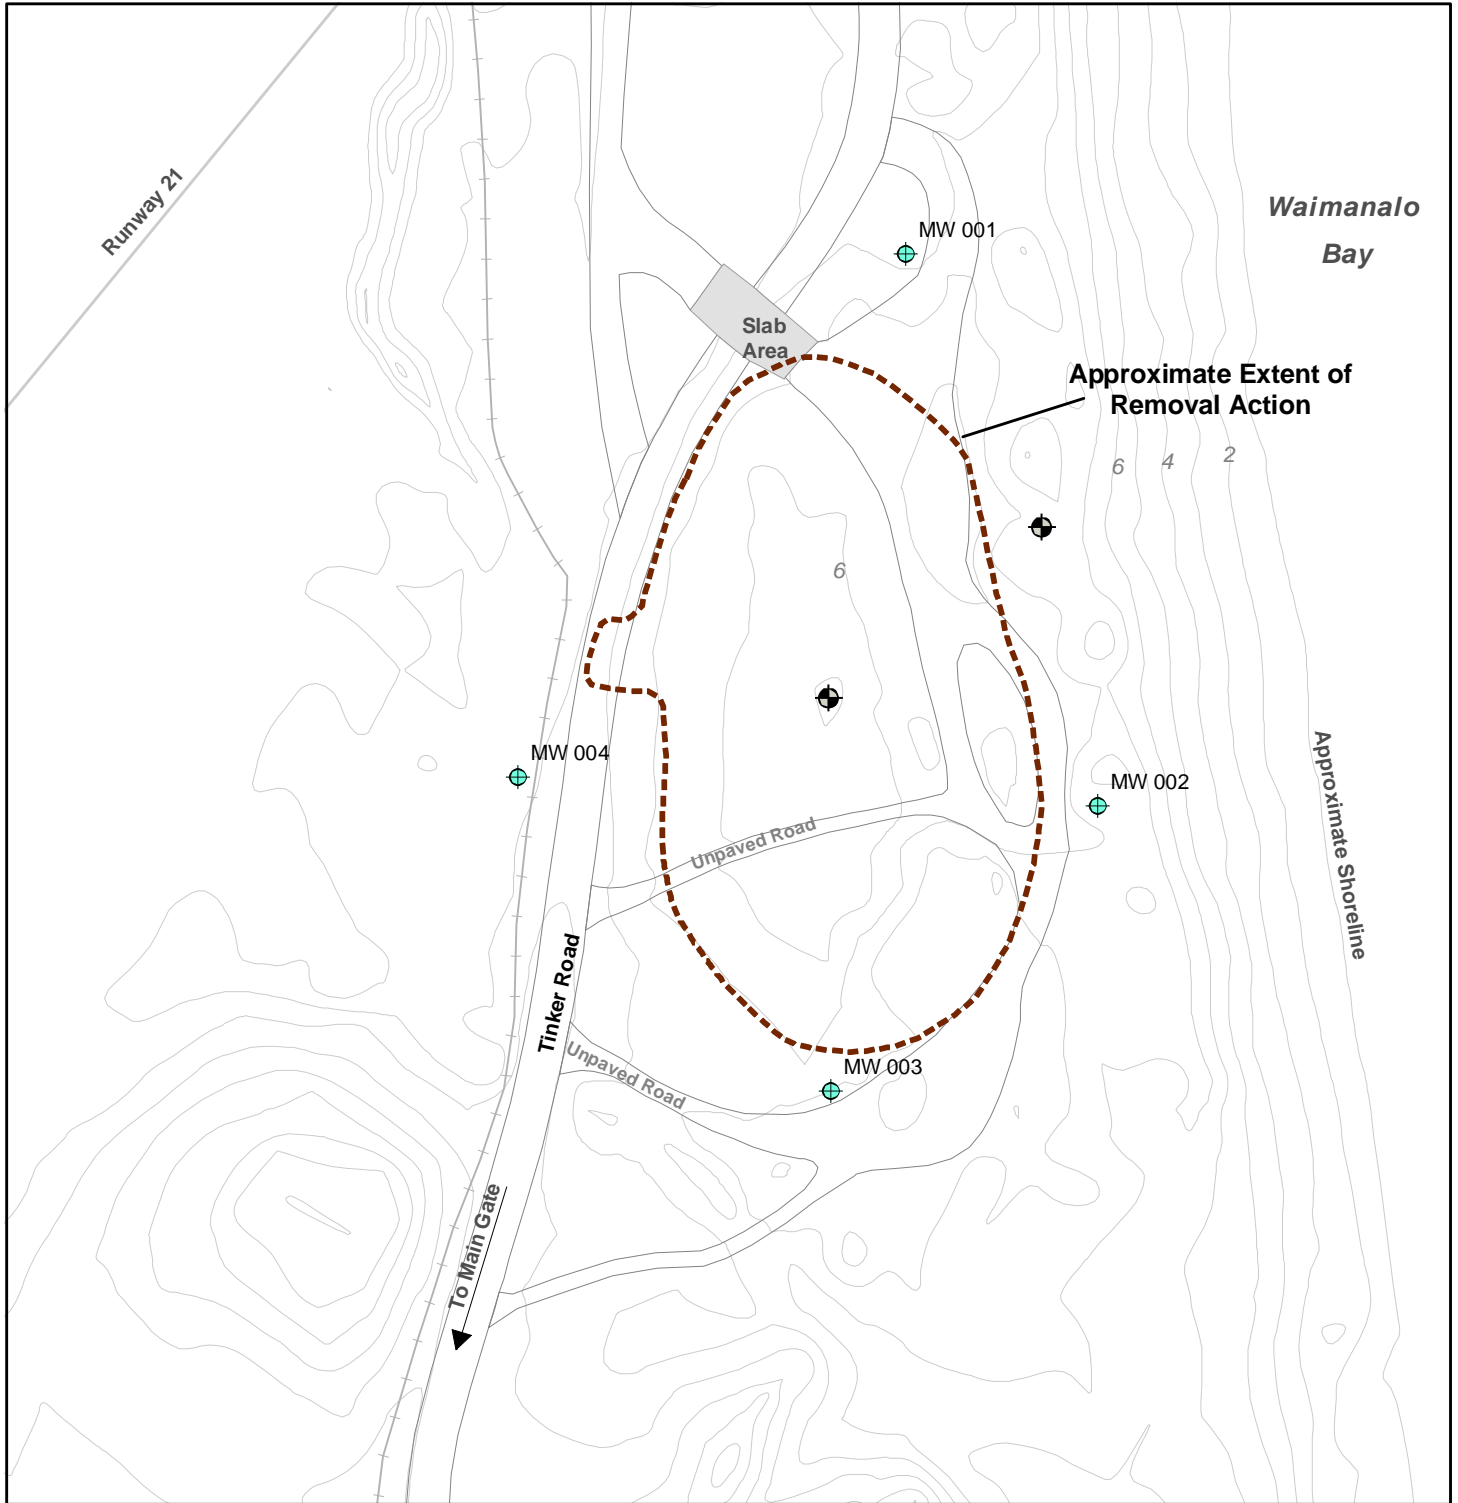 Runway 21
Waimanalo
Bay
MW 001
Slab
Area
Approximate Extent of
Removal Action
6
4
2
6
MW 004
MW 002
Unpaved Road
Approximate Shoreline
Tinker Road
Unpaved Road
MW 003
To Main Gate